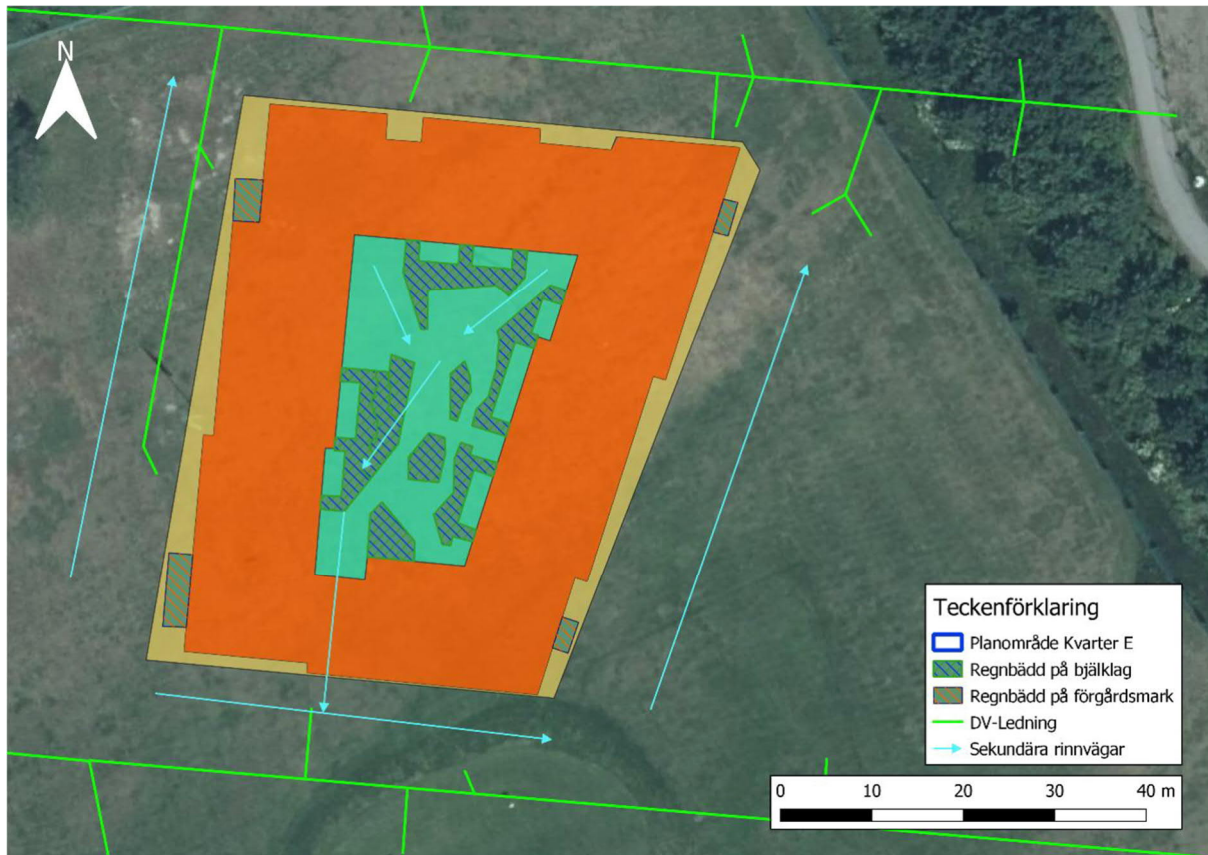 N
Teckenförklaring
Planområde Kvarter E
Regnbädd på bjälklag
Regnbädd på förgårdsmark
DV-Ledning
Sekundära rinnvägar
0 10 20 30 40 m